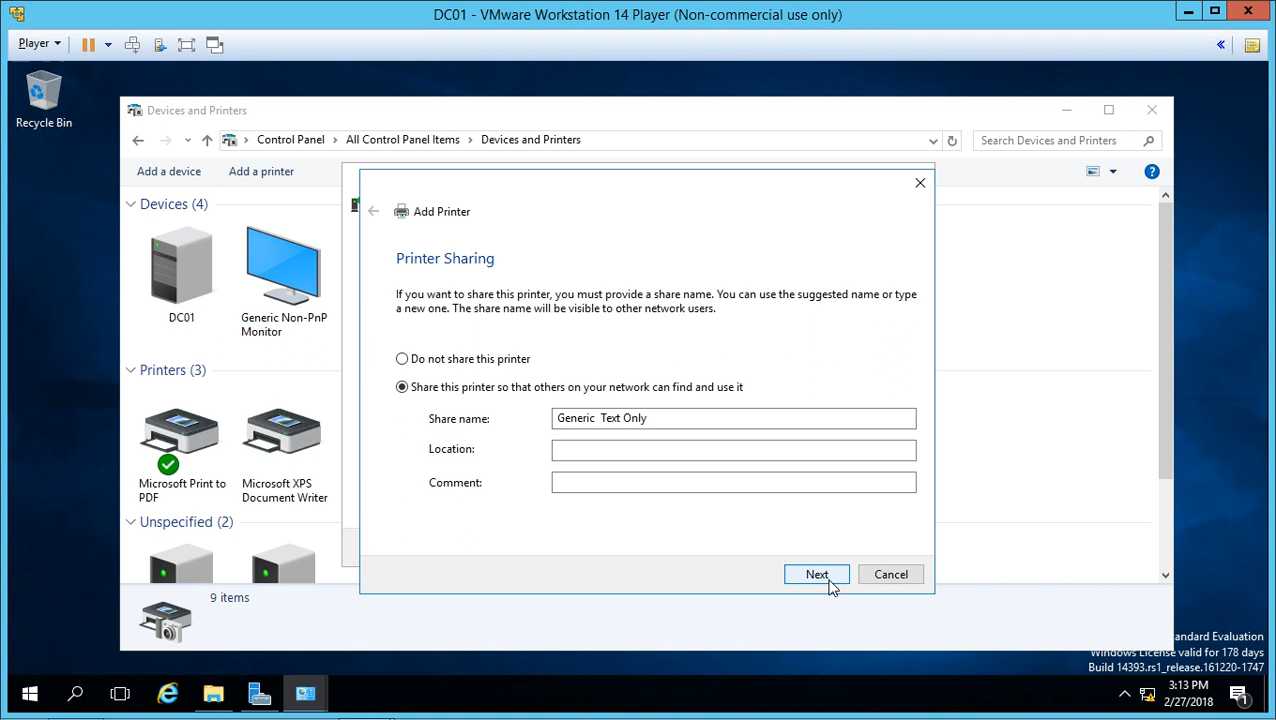 DC01 - VMware Workstation 14 Player (Non-commercial use only)
Player
Recycle Bin
Devices and Printers
Control Panel > All Control Panel Items > Devices and Printers
Search Devices and Printers
Add a device Add a printer
Devices (4)
DC01
Generic Non-PnP
Monitor
Printers (3)
Microsoft Print to
PDF
Microsoft XPS
Document Writer
Unspecified (2)
9 items
Add Printer
Printer Sharing
If you want to share this printer, you must provide a share name. You can use the suggested name or type
a new one. The share name will be visible to other network users.
Do not share this printer
Share this printer so that others on your network can find and use it
Share name: Generic  Text Only
Location:
Comment:
Next Cancel
andard Evaluation
Windows License valid for 178 days
Build 14393.rs1_release.161220-1747
3:13 PM
2/27/2018
1